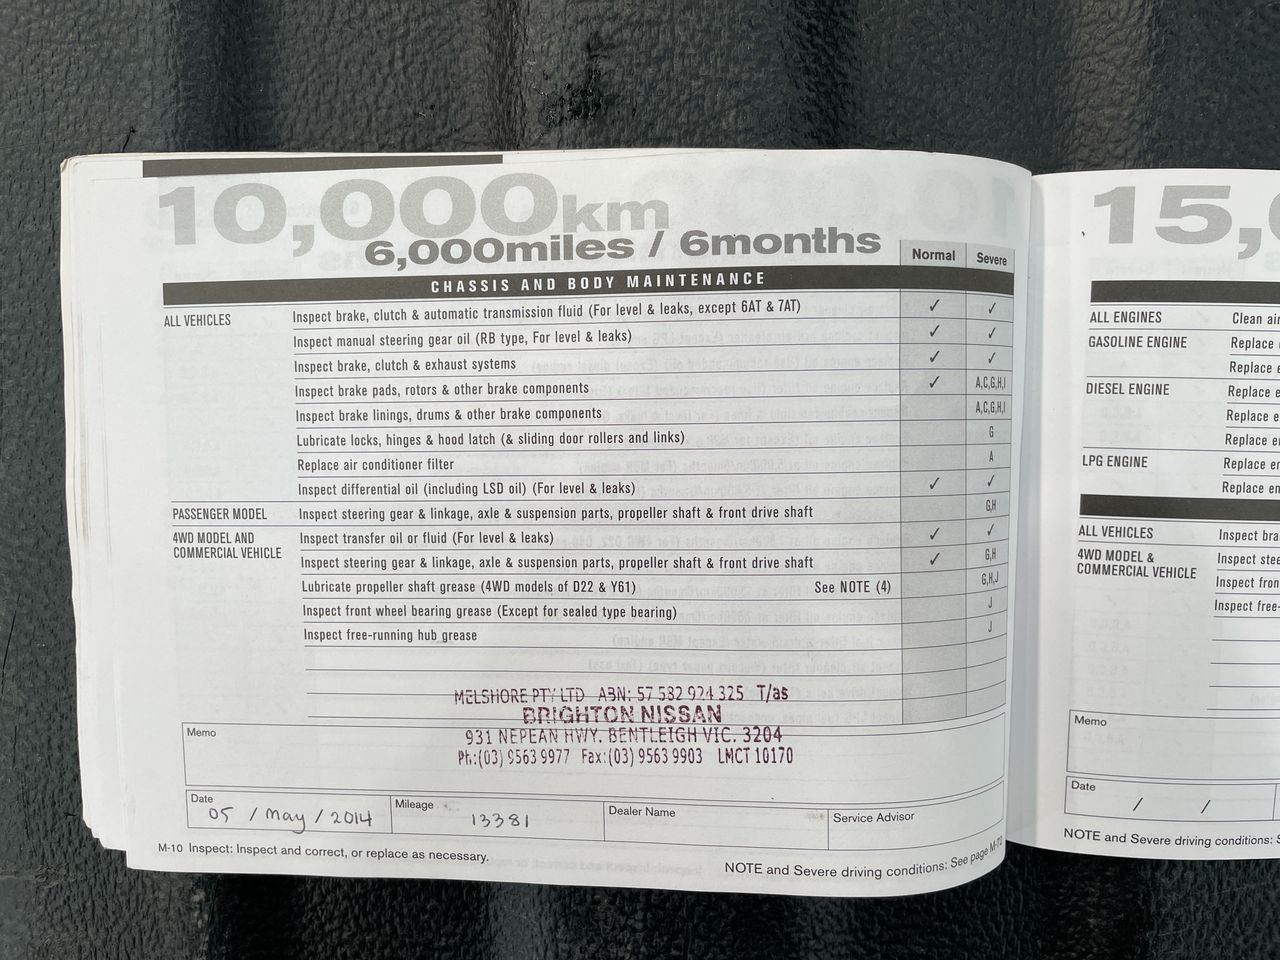 10,000km
6,000miles / 6months
Normal Severe
CHASSIS AND BODY MAINTENANCE
ALL VEHICLES Inspect brake, clutch & automatic transmission fluid (For level & leaks, except 6AT & 7AT) ✓ ✓
Inspect manual steering gear oil (RB type, For level & leaks) ✓ ✓
Inspect brake, clutch & exhaust systems ✓ ✓
Inspect brake pads, rotors & other brake components ✓ A,C,G,H,I
Inspect brake linings, drums & other brake components A,C,G,H,I
Lubricate locks, hinges & hood latch (& sliding door rollers and links) G
Replace air conditioner filter A
Inspect differential oil (including LSD oil) (For level & leaks) ✓ ✓
PASSENGER MODEL Inspect steering gear & linkage, axle & suspension parts, propeller shaft & front drive shaft G,H
4WD MODEL AND COMMERCIAL VEHICLE Inspect transfer oil or fluid (For level & leaks) ✓ ✓
Inspect steering gear & linkage, axle & suspension parts, propeller shaft & front drive shaft ✓ G,H
Lubricate propeller shaft grease (4WD models of D22 & Y61) See NOTE (4) G,H,J
Inspect front wheel bearing grease (Except for sealed type bearing) J
Inspect free-running hub grease J
MELSHORE PTY LTD ABN: 57 582 924 325 T/as
BRIGHTON NISSAN
931 NEPEAN HWY. BENTLEIGH VIC. 3204
Ph:(03) 9563 9977 Fax:(03) 9563 9903 LMCT 10170
Memo
Date 05 / May / 2014 Mileage 13381 Dealer Name Service Advisor
M-10 Inspect: Inspect and correct, or replace as necessary.
NOTE and Severe driving conditions: See page M-72
15,
ALL ENGINES Clean air
GASOLINE ENGINE Replace
Replace
DIESEL ENGINE Replace e
Replace e
Replace e
LPG ENGINE Replace en
Replace en
ALL VEHICLES Inspect bra
4WD MODEL & COMMERCIAL VEHICLE Inspect stee
Inspect fron
Inspect free-
Memo
Date / /
NOTE and Severe driving conditions: